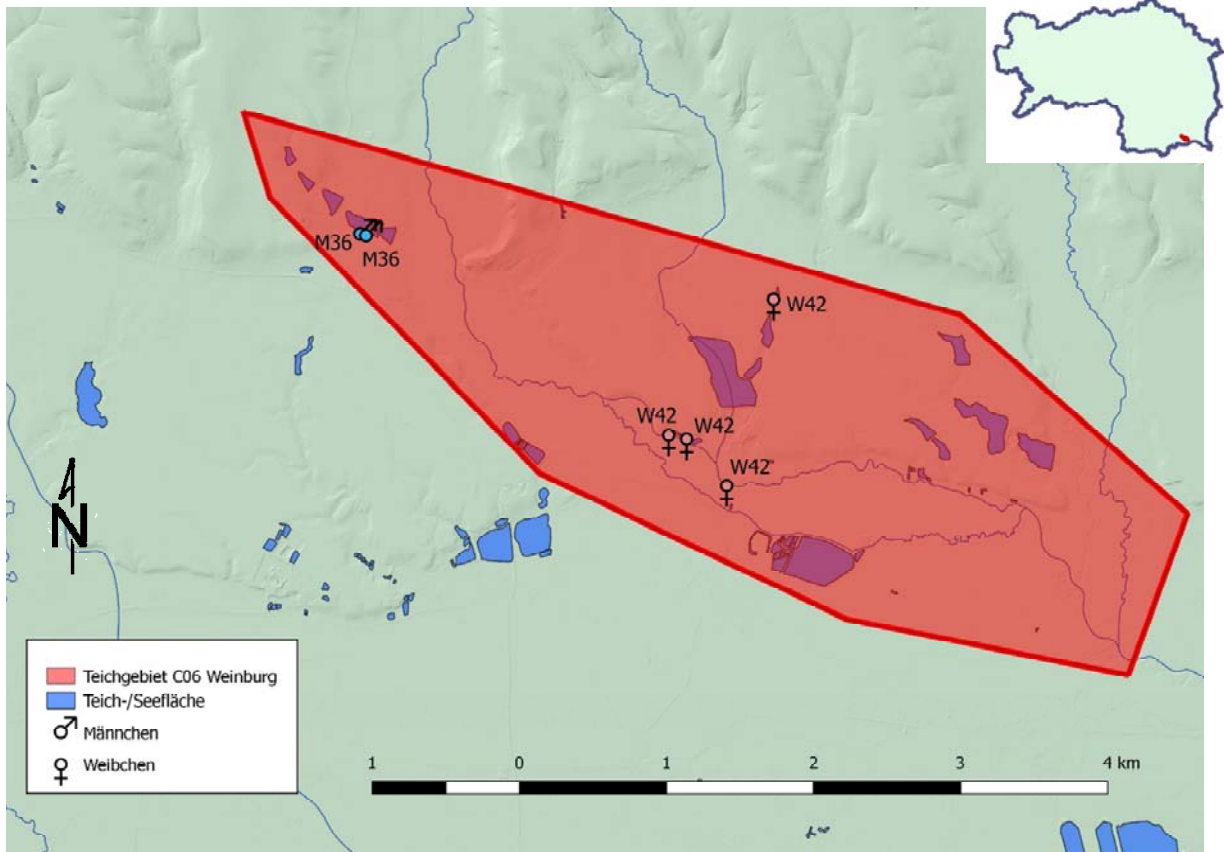 M36
M36
W42
W42
W42
W42
N
Teichgebiet C06 Weinburg
Teich-/Seefläche
Männchen
Weibchen
1 0 1 2 3 4 km